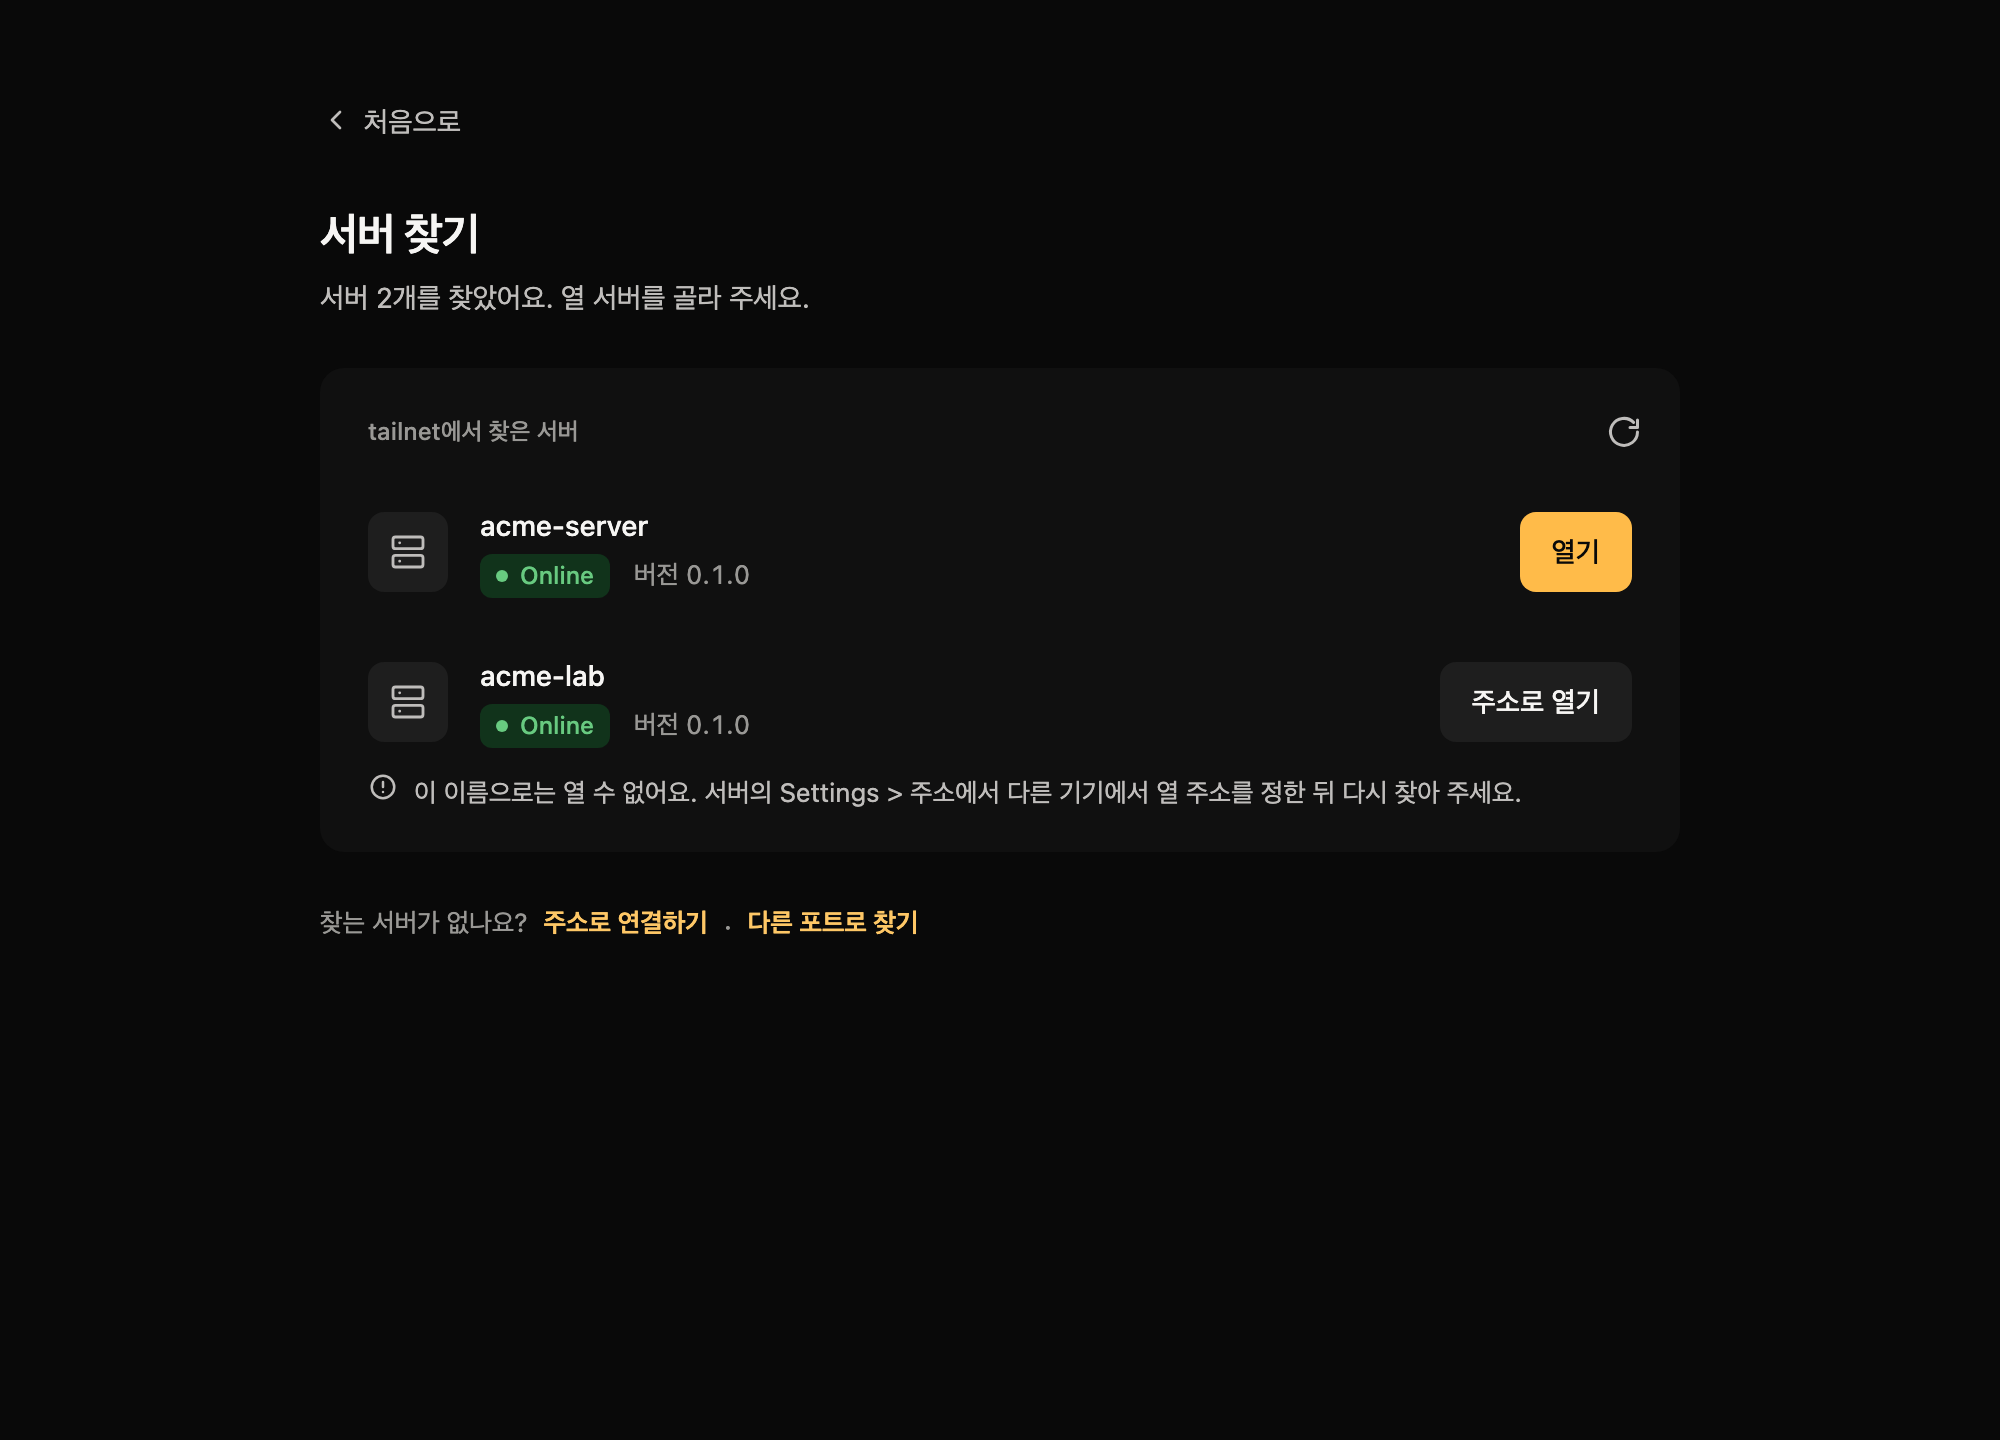 처음으로
서버 찾기
서버 2개를 찾았어요. 열 서버를 골라 주세요.
tailnet에서 찾은 서버
acme-server
Online 버전 0.1.0
열기
acme-lab
Online 버전 0.1.0
주소로 열기
이 이름으로는 열 수 없어요. 서버의 Settings > 주소에서 다른 기기에서 열 주소를 정한 뒤 다시 찾아 주세요.
찾는 서버가 없나요? 주소로 연결하기 . 다른 포트로 찾기